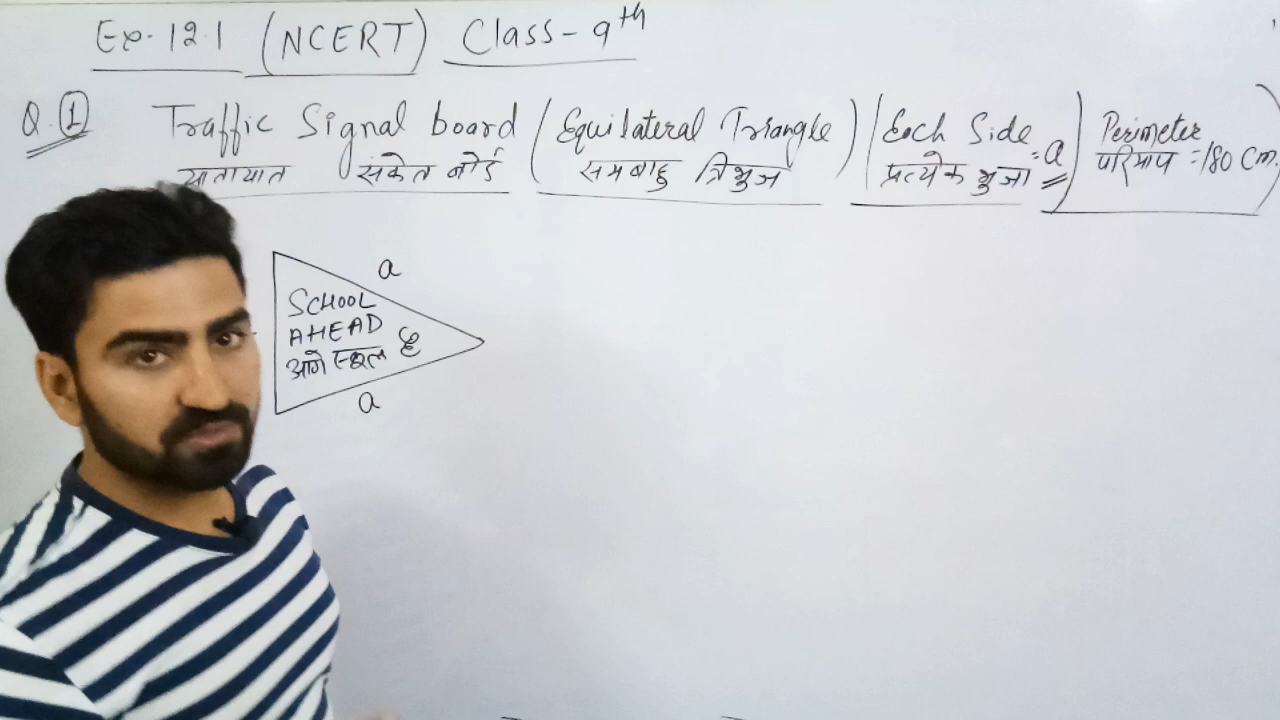 Ex. 12.1 (NCERT) Class - 9th
Q. 1 Traffic Signal board (Equilateral Triangle) (Each Side = a) Perimeter = 180 Cm)
यातायात संकेत बोर्ड समबाहु त्रिभुज प्रत्येक भुजा परिमाप
a
SCHOOL
AHEAD
आगे स्कूल है
a